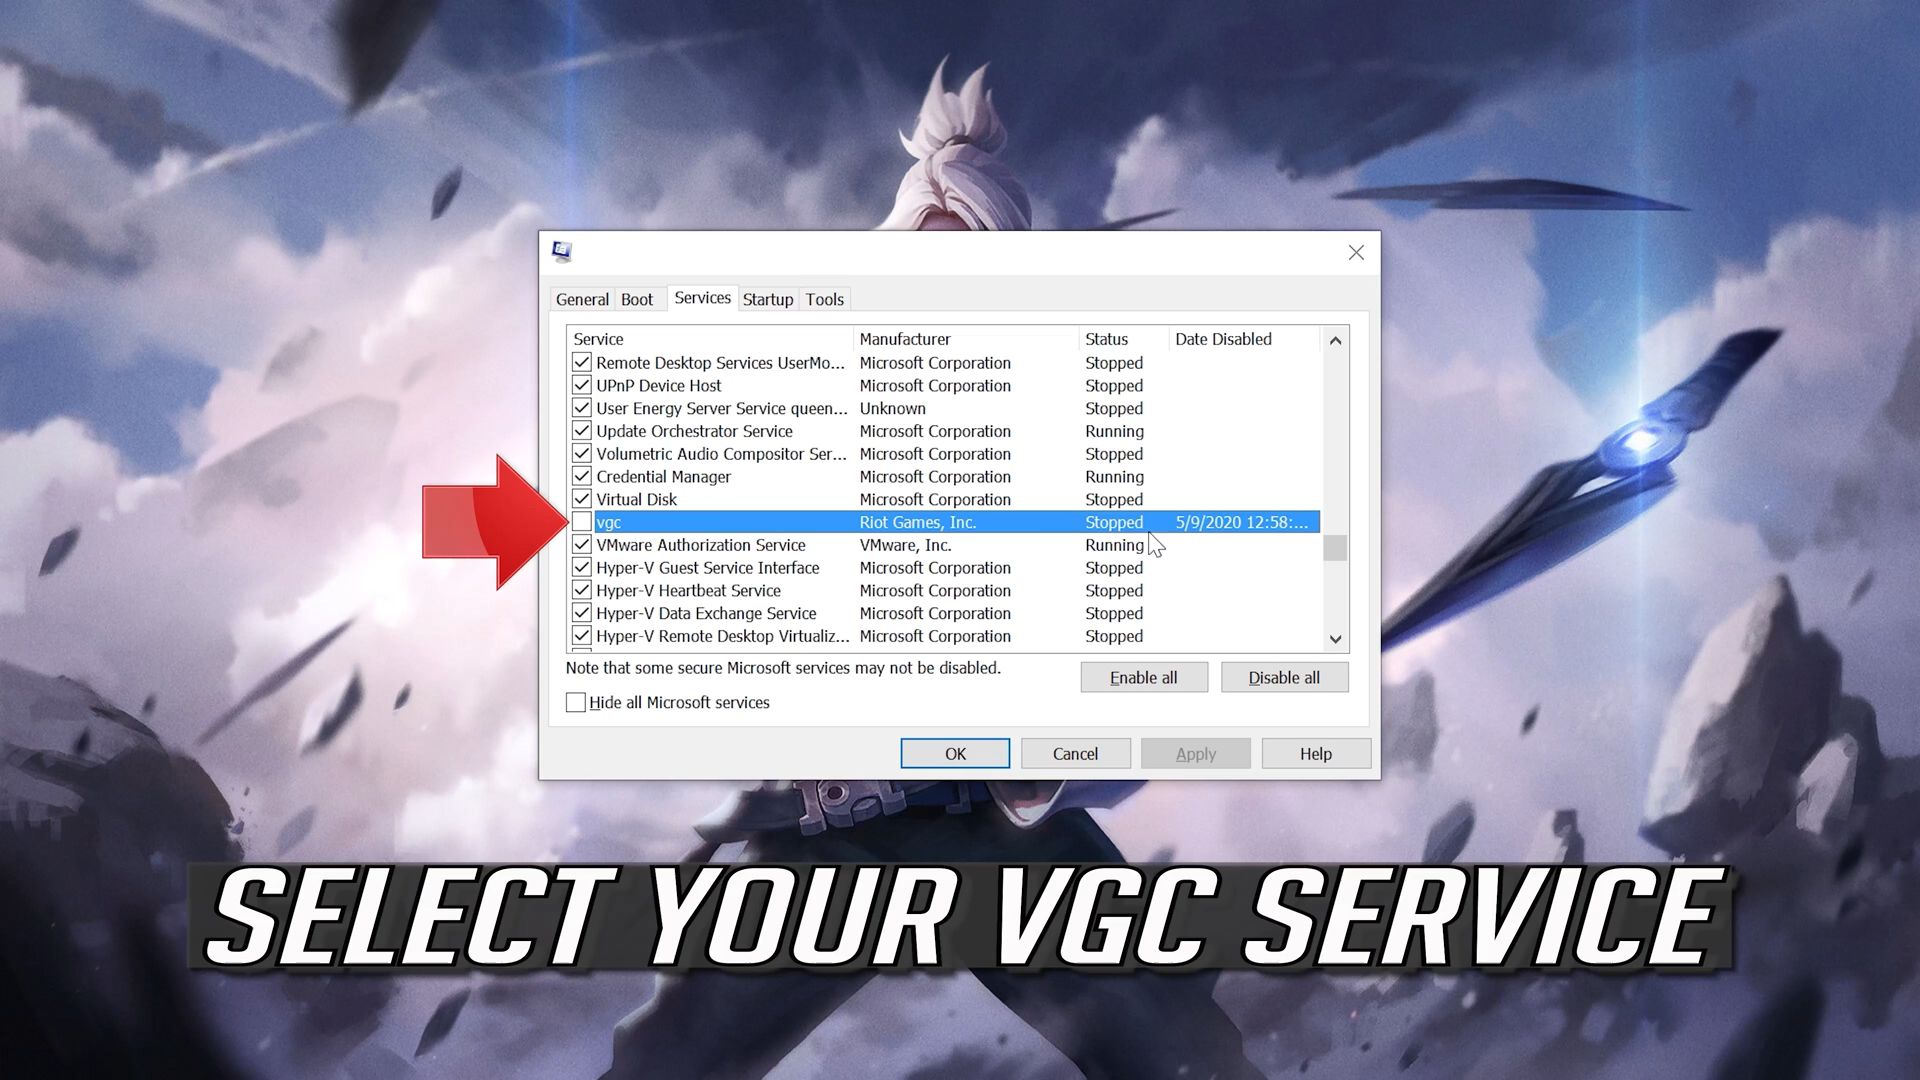 General Boot Services Startup Tools
Service Manufacturer Status Date Disabled
Remote Desktop Services UserMo... Microsoft Corporation Stopped
UPnP Device Host Microsoft Corporation Stopped
User Energy Server Service queen... Unknown Stopped
Update Orchestrator Service Microsoft Corporation Running
Volumetric Audio Compositor Ser... Microsoft Corporation Stopped
Credential Manager Microsoft Corporation Running
Virtual Disk Microsoft Corporation Stopped
vgc Riot Games, Inc. Stopped 5/9/2020 12:58:...
VMware Authorization Service VMware, Inc. Running
Hyper-V Guest Service Interface Microsoft Corporation Stopped
Hyper-V Heartbeat Service Microsoft Corporation Stopped
Hyper-V Data Exchange Service Microsoft Corporation Stopped
Hyper-V Remote Desktop Virtualiz... Microsoft Corporation Stopped
Note that some secure Microsoft services may not be disabled.
Enable all Disable all
Hide all Microsoft services
OK Cancel Apply Help
SELECT YOUR VGC SERVICE